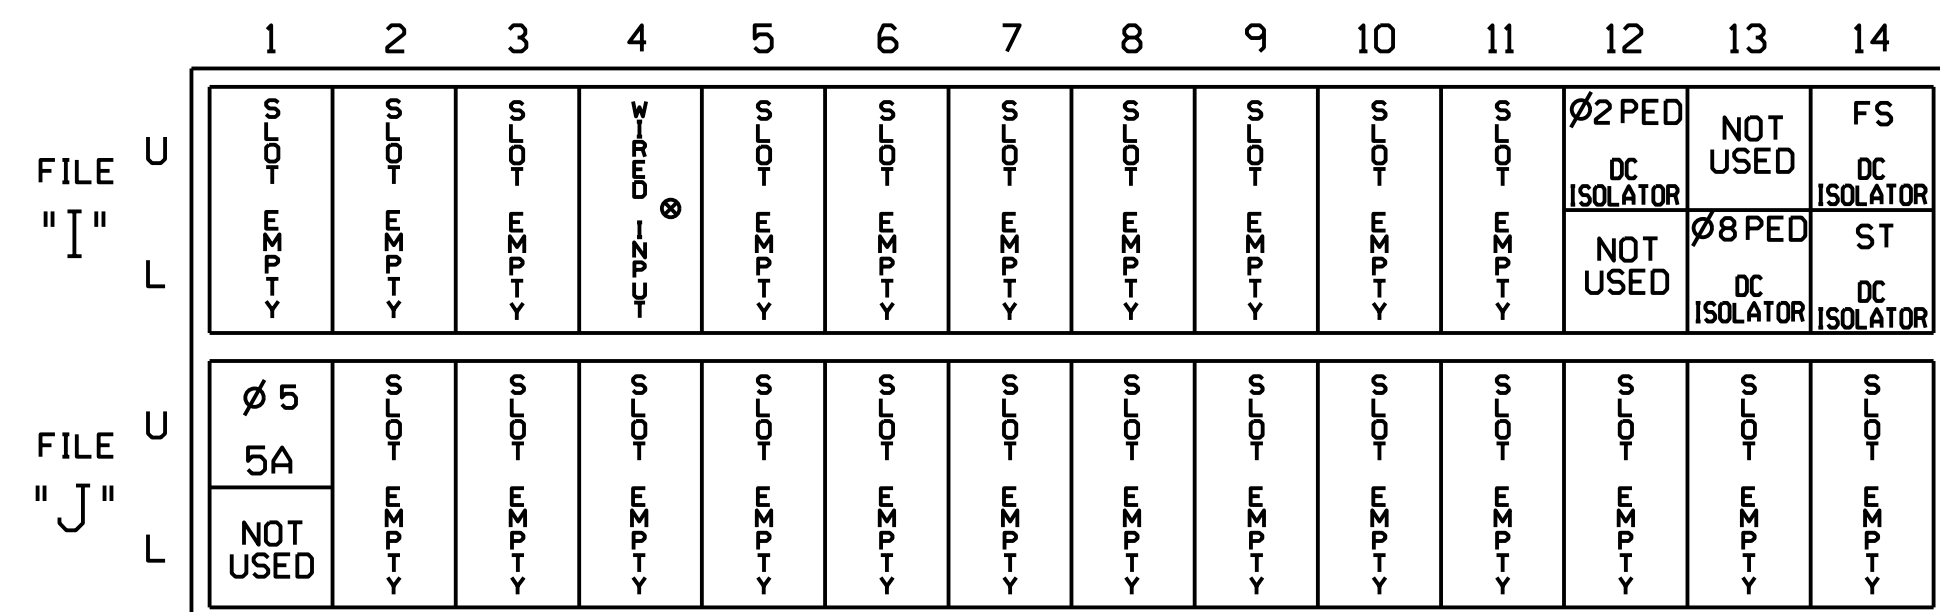 1 2 3 4 5 6 7 8 9 10 11 12 13 14
FILE
"I"
U
L
SLOT EMPTY
SLOT EMPTY
SLOT EMPTY
WIRED INPUT
SLOT EMPTY
SLOT EMPTY
SLOT EMPTY
SLOT EMPTY
SLOT EMPTY
SLOT EMPTY
SLOT EMPTY
Ø2 PED
DC
ISOLATOR
NOT
USED
NOT
USED
Ø8 PED
DC
ISOLATOR
FS
DC
ISOLATOR
ST
DC
ISOLATOR
FILE
"J"
U
L
Ø 5
5A
NOT
USED
SLOT EMPTY
SLOT EMPTY
SLOT EMPTY
SLOT EMPTY
SLOT EMPTY
SLOT EMPTY
SLOT EMPTY
SLOT EMPTY
SLOT EMPTY
SLOT EMPTY
SLOT EMPTY
SLOT EMPTY
SLOT EMPTY